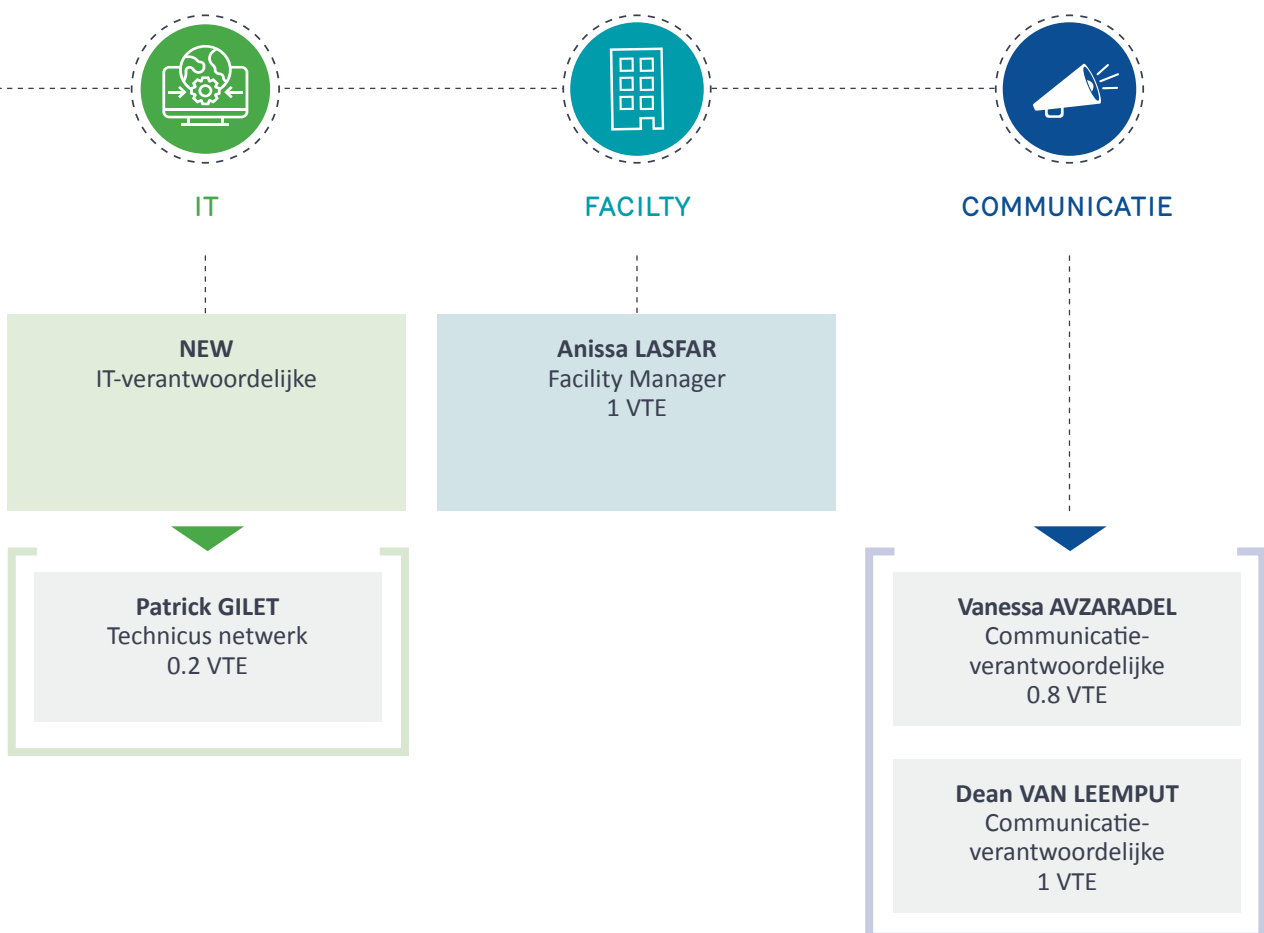 IT
FACILTY
COMMUNICATIE
NEW
IT-verantwoordelijke
Anissa LASFAR
Facility Manager
1 VTE
Patrick GILET
Technicus netwerk
0.2 VTE
Vanessa AVZARADEL
Communicatie-
verantwoordelijke
0.8 VTE
Dean VAN LEEMPUT
Communicatie-
verantwoordelijke
1 VTE